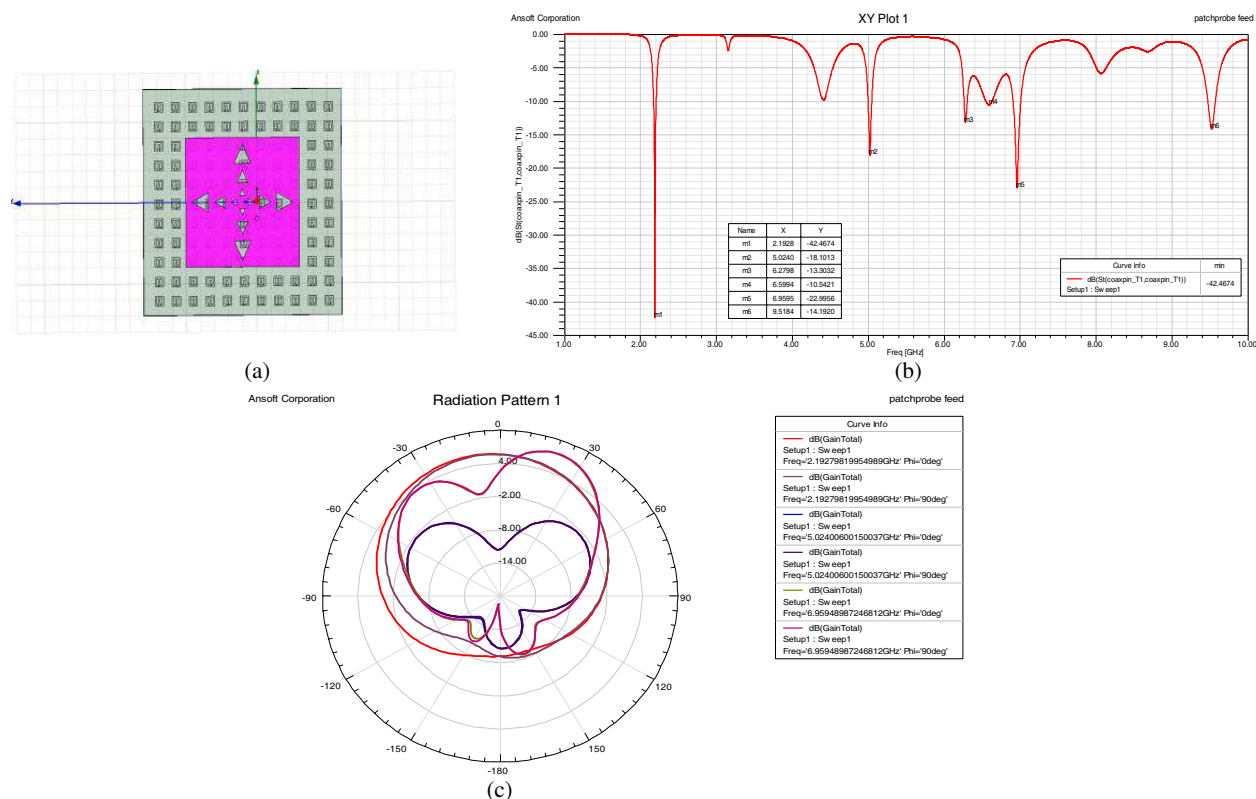 Ansoft Corporation
XY Plot 1
patchprobe feed
0.00
-5.00
-10.00
-15.00
-20.00
-25.00
-30.00
-35.00
-40.00
-45.00
dB(St(coaxpin_T1,coaxpin_T1))
m1
m2
m3
m4
m5
m6
Name X Y
m1 2.1928 -42.4674
m2 5.0240 -18.1013
m3 6.2798 -13.3032
m4 6.5994 -10.5421
m5 6.9595 -22.9956
m6 9.5184 -14.1920
Curve Info min
dB(St(coaxpin_T1,coaxpin_T1))
Setup1 : Sweep1
-42.4674
1.00 2.00 3.00 4.00 5.00 6.00 7.00 8.00 9.00 10.00
Freq [GHz]
(a)
(b)
Ansoft Corporation
Radiation Pattern 1
patchprobe feed
0
30
60
90
120
150
-180
-150
-120
-90
-60
-30
4.00
-2.00
-8.00
-14.00
Curve Info
dB(GainTotal)
Setup1 : Sweep1
Freq='2.19279819954989GHz' Phi='0deg'
dB(GainTotal)
Setup1 : Sweep1
Freq='2.19279819954989GHz' Phi='90deg'
dB(GainTotal)
Setup1 : Sweep1
Freq='5.02400600150037GHz' Phi='0deg'
dB(GainTotal)
Setup1 : Sweep1
Freq='5.02400600150037GHz' Phi='90deg'
dB(GainTotal)
Setup1 : Sweep1
Freq='6.95948987246812GHz' Phi='0deg'
dB(GainTotal)
Setup1 : Sweep1
Freq='6.95948987246812GHz' Phi='90deg'
(c)